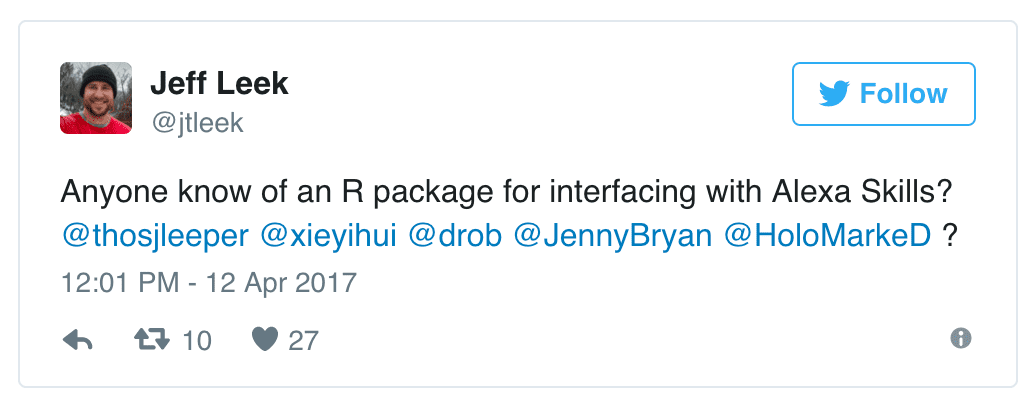 Jeff Leek
@jtleek
Follow
Anyone know of an R package for interfacing with Alexa Skills?
@thosjleeper @xieyihui @drob @JennyBryan @HoloMarkeD ?
12:01 PM - 12 Apr 2017
10 27